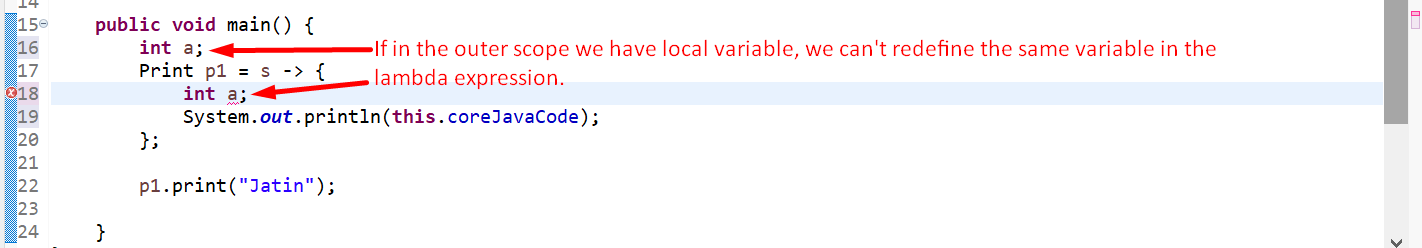 14
15 public void main() {
16 int a; If in the outer scope we have local variable, we can't redefine the same variable in the
17 Print p1 = s -> { lambda expression.
18 int a;
19 System.out.println(this.coreJavaCode);
20 };
21
22 p1.print("Jatin");
23
24 }